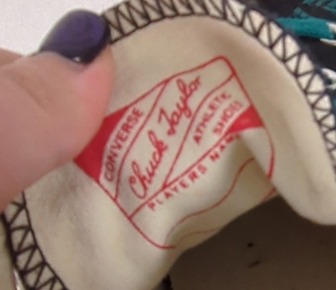 CONVERSE
Chuck Taylor
ATHLETIC
SHOES
PLAYERS NAME